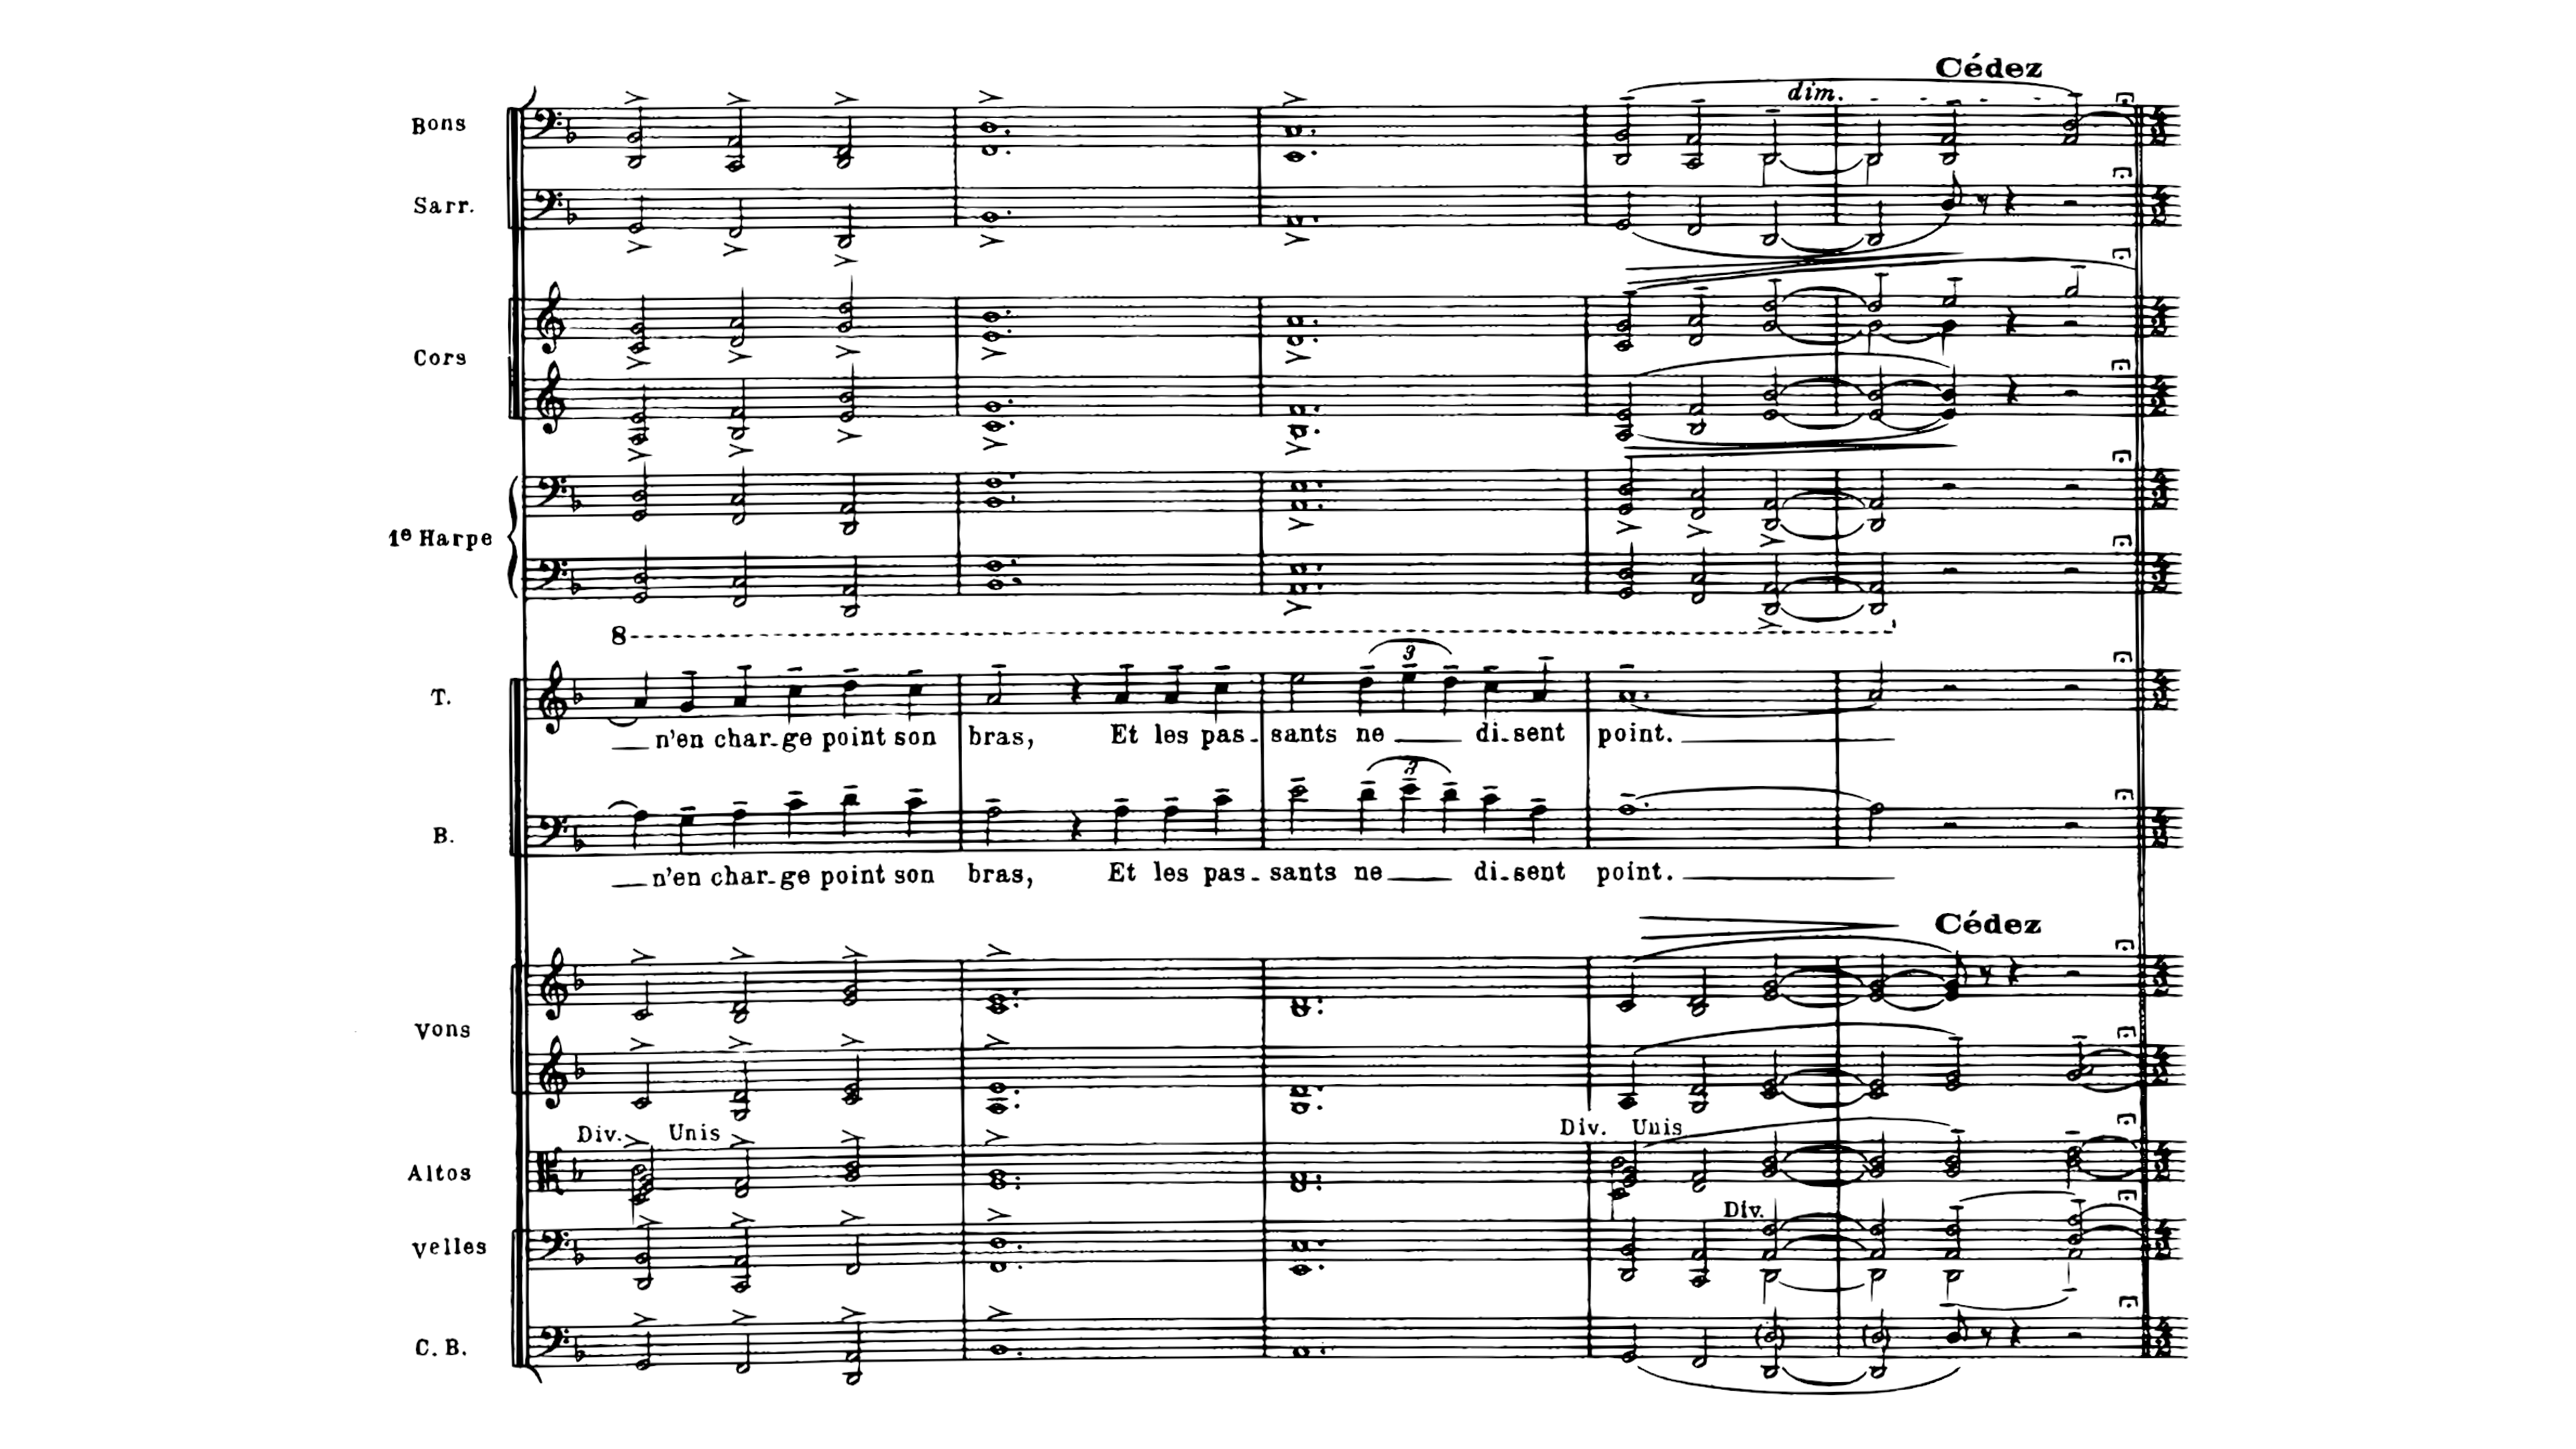 Cédez
dim.
Bons
Sarr.
Cors
1e Harpe
8
3
T.
n'en char-ge point son bras, Et les pas-sants ne di-sent point.
3
B.
n'en char-ge point son bras, Et les pas-sants ne di-sent point.
Cédez
Vons
Div. Unis Div. Unis
Altos
Div.
Velles
C. B.